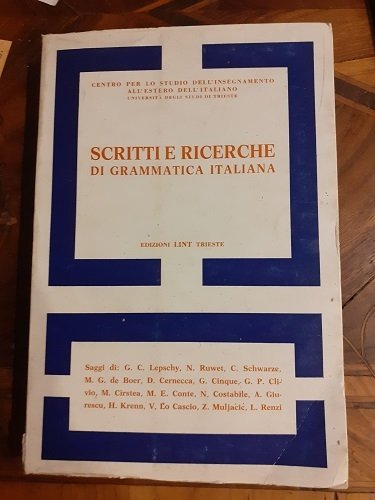 CENTRO PER LO STUDIO DELL'INSEGNAMENTO
ALL'ESTERO DELL'ITALIANO
UNIVERSITÀ DEGLI STUDI DI TRIESTE
SCRITTI E RICERCHE
DI GRAMMATICA ITALIANA
EDIZIONI LINT TRIESTE
Saggi di: G. C. Lepschy, N. Ruwet, C. Schwarze,
M. G. de Boer, D. Cernecca, G. Cinque, G. P. Cli-
vio, M. Cirstea, M. E. Conte, N. Costabile, A. Giu-
rescu, H. Krenn, V. Lo Cascio, Z. Muljačić, L. Renzi